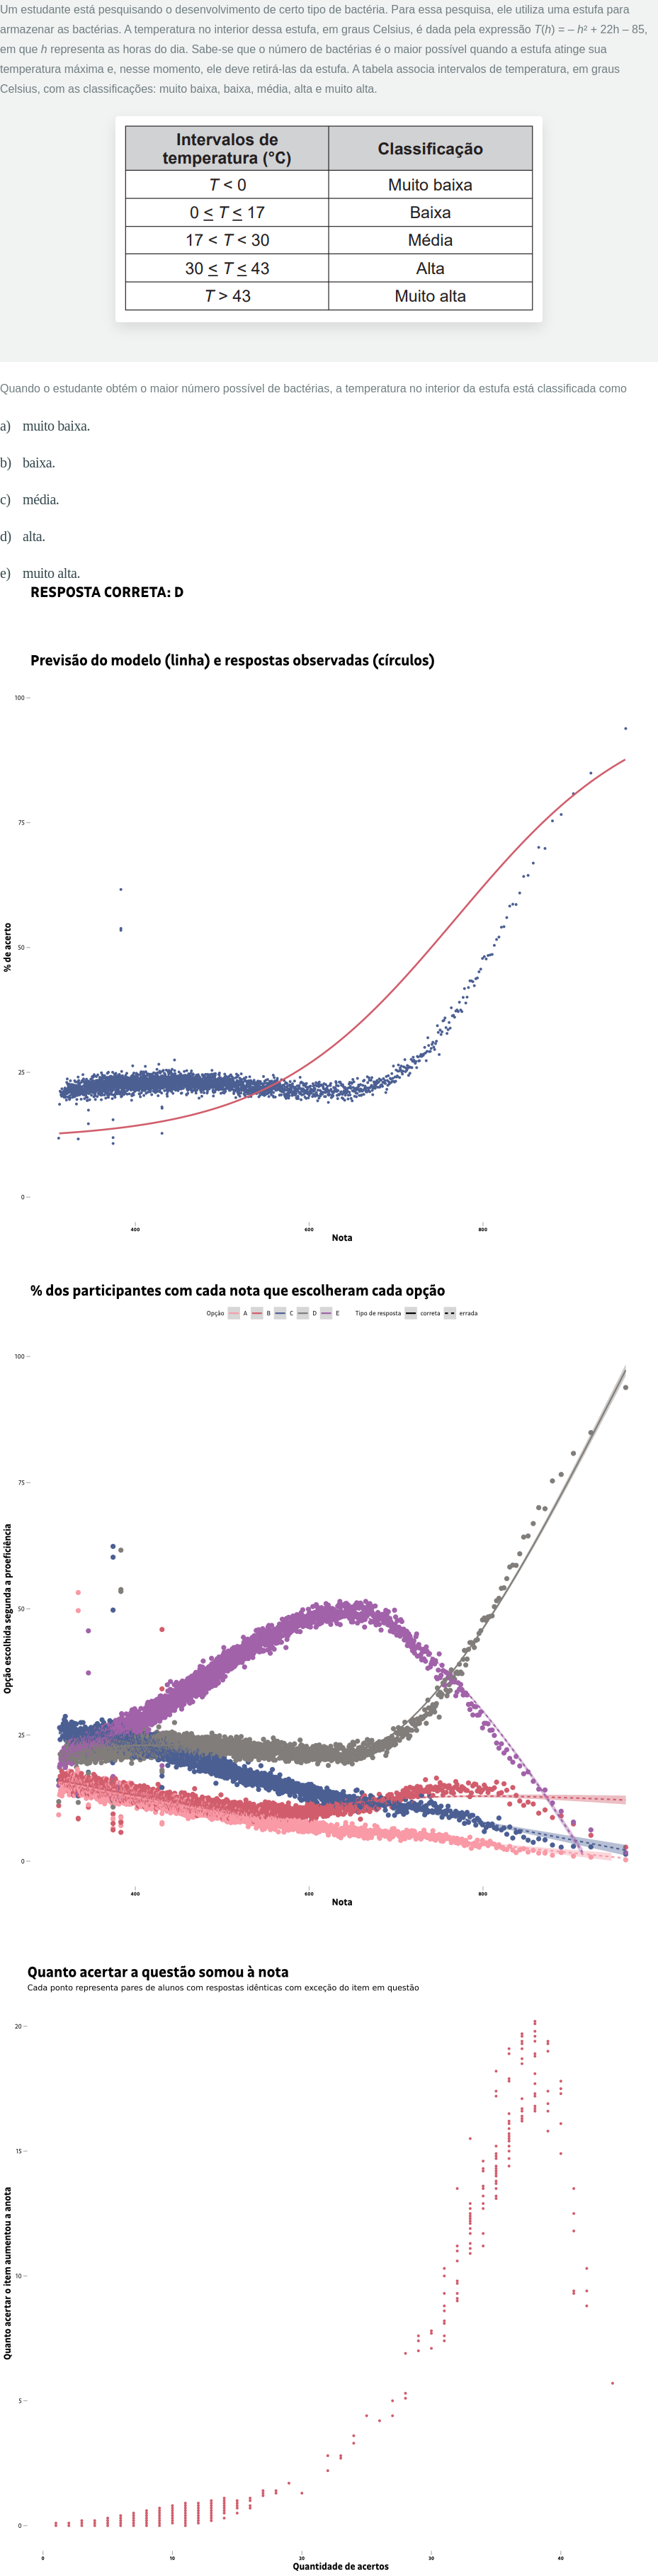 Um estudante está pesquisando o desenvolvimento de certo tipo de bactéria. Para essa pesquisa, ele utiliza uma estufa para
armazenar as bactérias. A temperatura no interior dessa estufa, em graus Celsius, é dada pela expressão T(h) = – h² + 22h – 85,
em que h representa as horas do dia. Sabe-se que o número de bactérias é o maior possível quando a estufa atinge sua
temperatura máxima e, nesse momento, ele deve retirá-las da estufa. A tabela associa intervalos de temperatura, em graus
Celsius, com as classificações: muito baixa, baixa, média, alta e muito alta.
Intervalos de temperatura (°C) Classificação
T < 0 Muito baixa
0 ≤ T ≤ 17 Baixa
17 < T < 30 Média
30 ≤ T ≤ 43 Alta
T > 43 Muito alta
Quando o estudante obtém o maior número possível de bactérias, a temperatura no interior da estufa está classificada como
a) muito baixa.
b) baixa.
c) média.
d) alta.
e) muito alta.
RESPOSTA CORRETA: D
Previsão do modelo (linha) e respostas observadas (círculos)
100
75
50
25
0
% de acerto
400 600 800
Nota
% dos participantes com cada nota que escolheram cada opção
Opção A B C D E Tipo de resposta correta errada
100
75
50
25
0
Opção escolhida segunda a proeficiência
400 600 800
Nota
Quanto acertar a questão somou à nota
Cada ponto representa pares de alunos com respostas idênticas com exceção do item em questão
20
15
10
5
0
Quanto acertar o item aumentou a anota
0 10 20 30 40
Quantidade de acertos